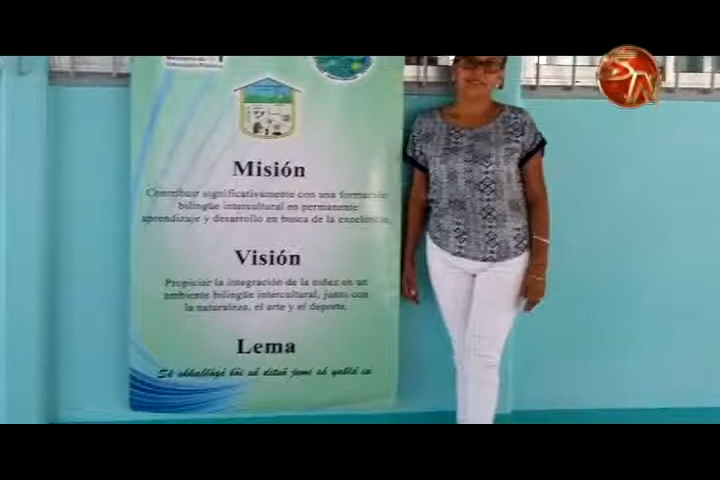 Misión
Contribuir significativamente con una formación
bilingüe intercultural en permanente
aprendizaje y desarrollo en busca de la excelencia.
Visión
Propiciar la integración de la niñez en un
ambiente bilingüe intercultural, junto con
la naturaleza, el arte y el deporte.
Lema